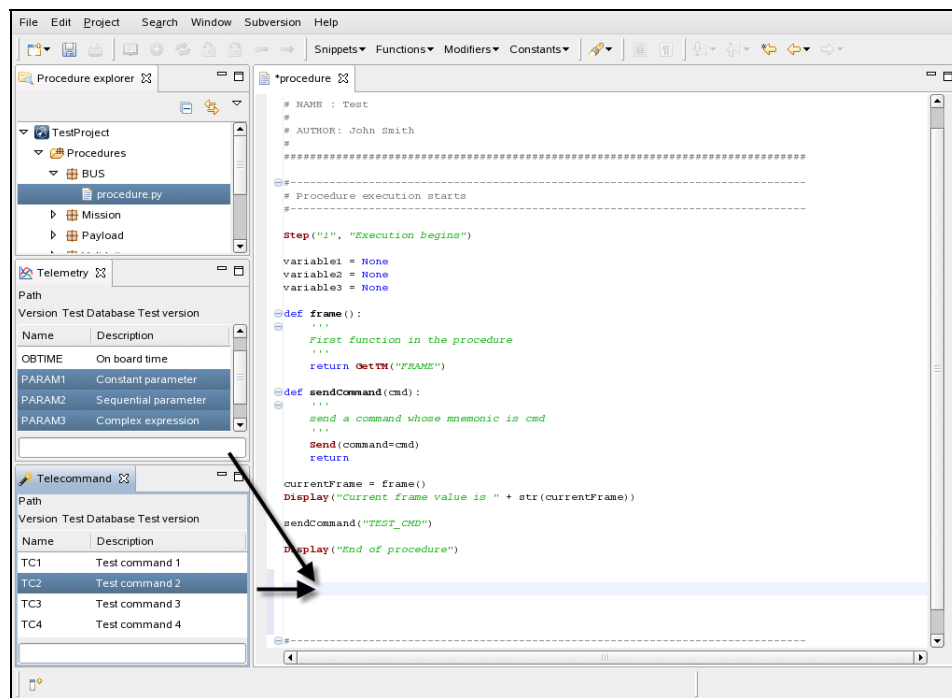 File Edit Project Search Window Subversion Help
Snippets Functions Modifiers Constants
Procedure explorer
TestProject
Procedures
BUS
procedure.py
Mission
Payload
Telemetry
Path
Version Test Database Test version
Name Description
OBTIME On board time
PARAM1 Constant parameter
PARAM2 Sequential parameter
PARAM3 Complex expression
Telecommand
Path
Version Test Database Test version
Name Description
TC1 Test command 1
TC2 Test command 2
TC3 Test command 3
TC4 Test command 4
*procedure
# NAME : Test
#
# AUTHOR: John Smith
#
################################################################################
#-------------------------------------------------------------------------------
# Procedure execution starts
#-------------------------------------------------------------------------------
Step("1", "Execution begins")
variable1 = None
variable2 = None
variable3 = None
def frame():
'''
First function in the procedure
'''
return GetTM("FRAME")
def sendCommand(cmd):
'''
send a command whose mnemonic is cmd
'''
Send(command=cmd)
return
currentFrame = frame()
Display("Current frame value is " + str(currentFrame))
sendCommand("TEST_CMD")
Display("End of procedure")
#-------------------------------------------------------------------------------